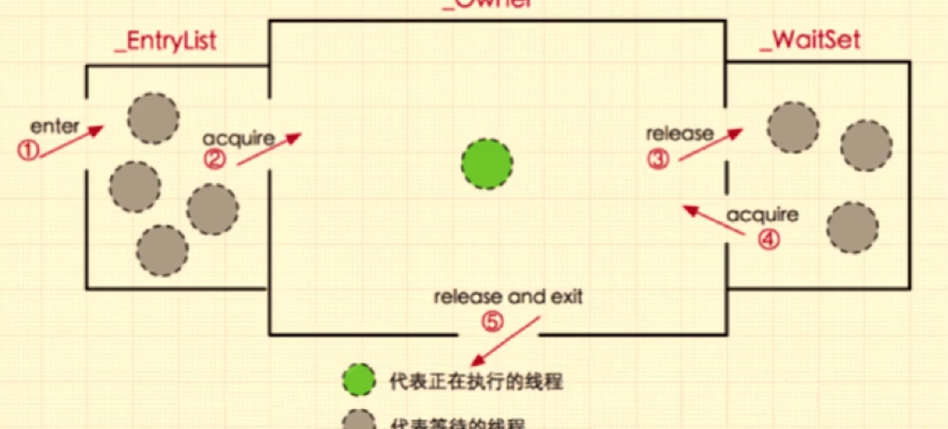 _Owner
_EntryList
_WaitSet
enter
①
acquire
②
release
③
acquire
④
release and exit
⑤
代表正在执行的线程
代表等待的线程